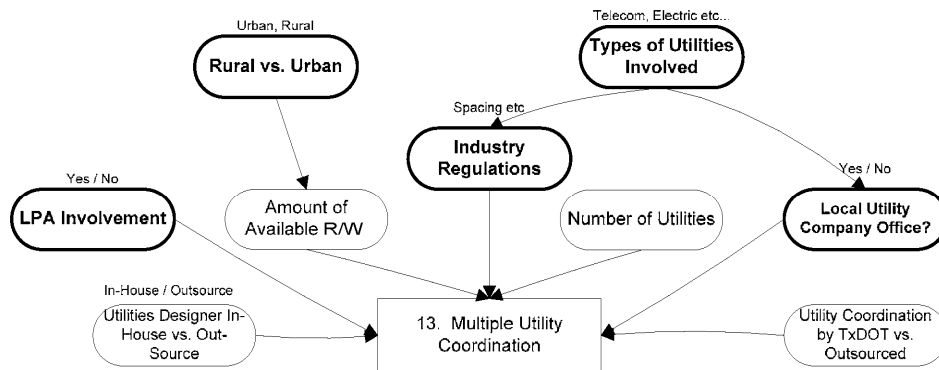 Urban, Rural
Rural vs. Urban
Telecom, Electric etc...
Types of Utilities
Involved
Spacing etc
Industry
Regulations
Yes / No
LPA Involvement
Amount of
Available R/W
Number of Utilities
Yes / No
Local Utility
Company Office?
In-House / Outsource
Utilities Designer In-
House vs. Out-
Source
13. Multiple Utility
Coordination
Utility Coordination
by TxDOT vs.
Outsourced